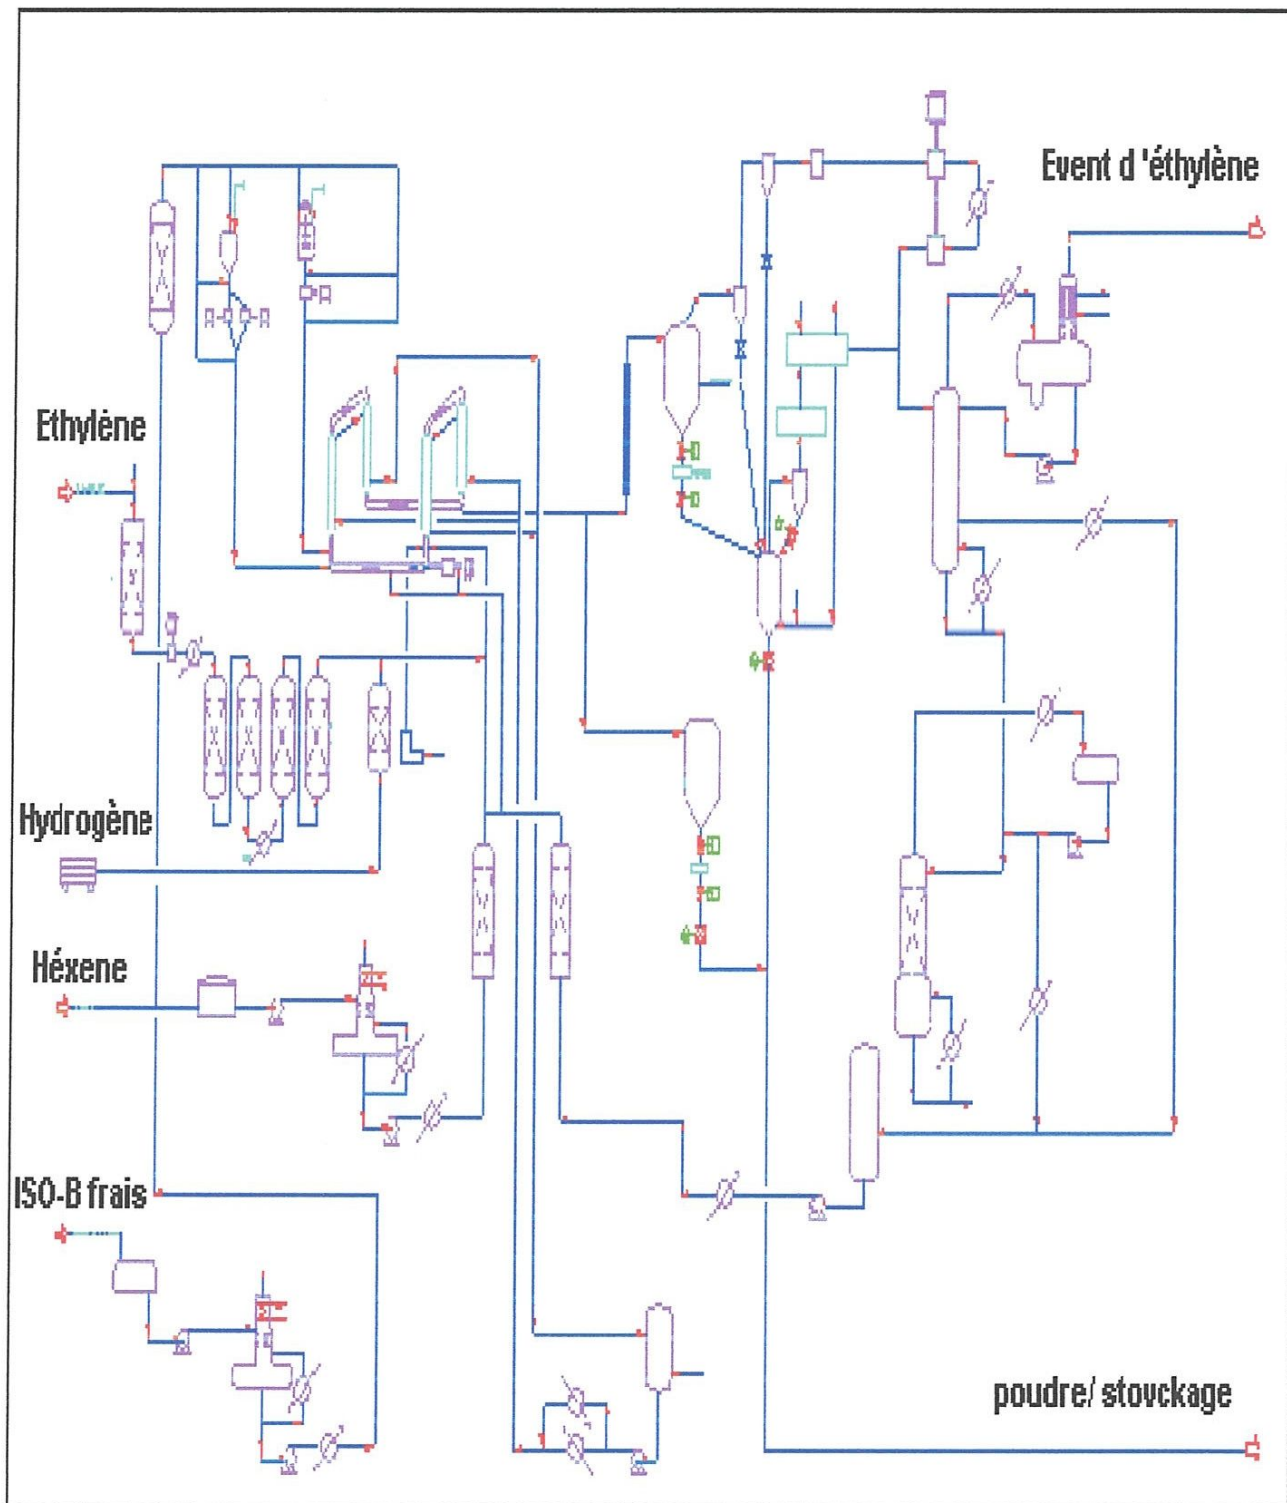 Event d 'éthylène
Ethylène
Hydrogène
Héxene
ISO-B frais
poudre/ stovckage